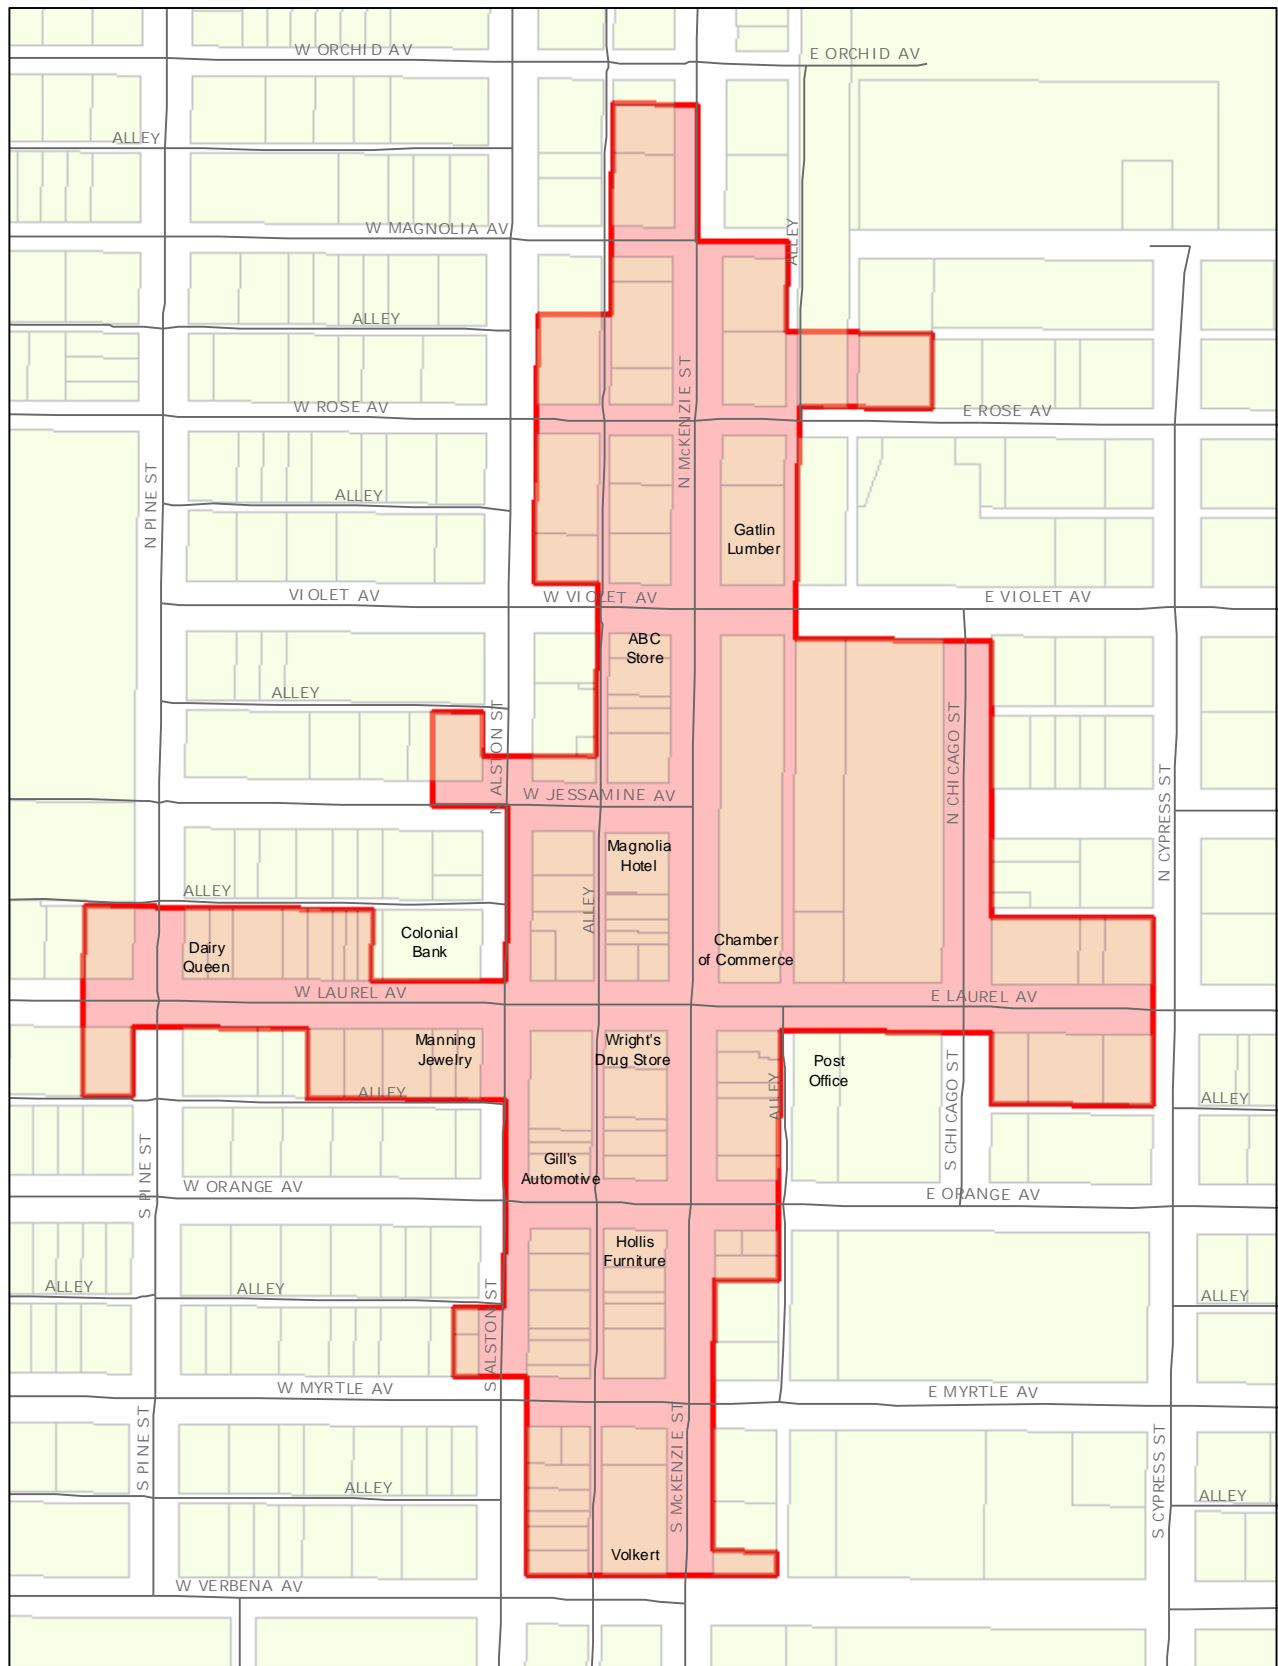 W ORCHID AV
E ORCHID AV
ALLEY
W MAGNOLIA AV
ALLEY
ALLEY
N McKENZIE ST
W ROSE AV
E ROSE AV
N PINE ST
ALLEY
Gatlin
Lumber
VIOLET AV
W VIOLET AV
E VIOLET AV
ABC
Store
ALLEY
N ALSTON ST
N CHICAGO ST
W JESSAMINE AV
N CYPRESS ST
Magnolia
Hotel
ALLEY
ALLEY
Colonial
Bank
Dairy
Queen
Chamber
of Commerce
W LAUREL AV
E LAUREL AV
Manning
Jewelry
Wright's
Drug Store
Post
Office
ALLEY
ALLEY
S CHICAGO ST
ALLEY
S PINE ST
Gill's
Automotive
W ORANGE AV
E ORANGE AV
Hollis
Furniture
ALLEY
ALLEY
ALLEY
S ALSTON ST
W MYRTLE AV
E MYRTLE AV
S PINE ST
S McKENZIE ST
S CYPRESS ST
ALLEY
ALLEY
Volkert
W VERBENA AV